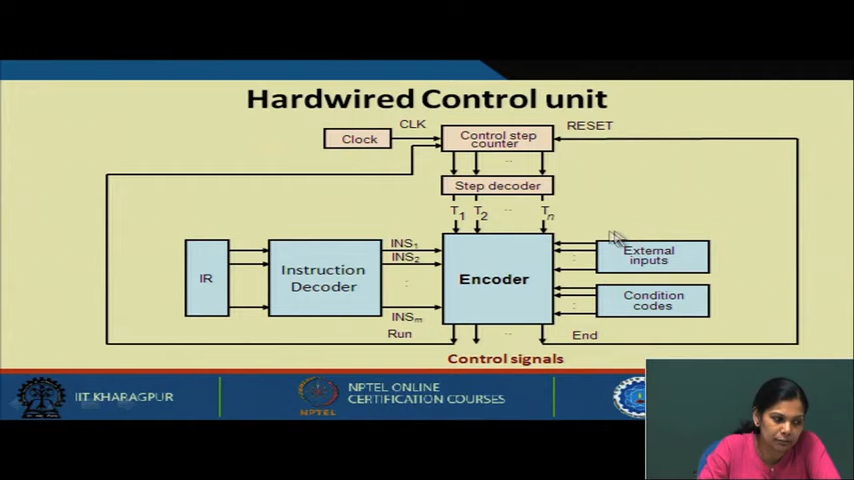 Hardwired Control unit
Clock
CLK
Control step
counter
RESET
Step decoder
T1 T2 .. Tn
IR
Instruction
Decoder
INS1
INS2
:
INSm
Encoder
External
inputs
:
Condition
codes
:
Run
..
End
Control signals
IIT KHARAGPUR
NPTEL
NPTEL ONLINE
CERTIFICATION COURSES